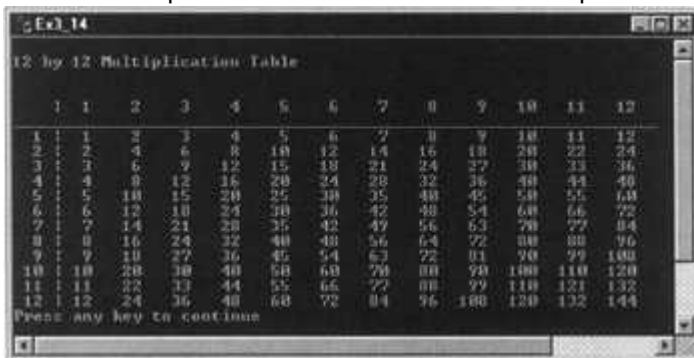 Ex3_14
12 by 12 Multiplication Table
| 1 2 3 4 5 6 7 8 9 10 11 12
1 | 1 2 3 4 5 6 7 8 9 10 11 12
2 | 2 4 6 8 10 12 14 16 18 20 22 24
3 | 3 6 9 12 15 18 21 24 27 30 33 36
4 | 4 8 12 16 20 24 28 32 36 40 44 48
5 | 5 10 15 20 25 30 35 40 45 50 55 60
6 | 6 12 18 24 30 36 42 48 54 60 66 72
7 | 7 14 21 28 35 42 49 56 63 70 77 84
8 | 8 16 24 32 40 48 56 64 72 80 88 96
9 | 9 18 27 36 45 54 63 72 81 90 99 108
10 | 10 20 30 40 50 60 70 80 90 100 110 120
11 | 11 22 33 44 55 66 77 88 99 110 121 132
12 | 12 24 36 48 60 72 84 96 108 120 132 144
Press any key to continue